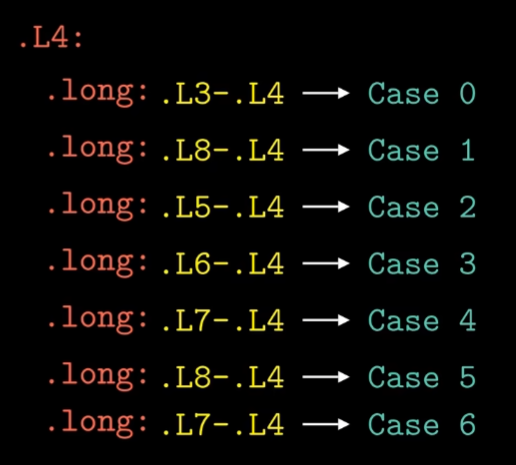 .L4:
.long: .L3-.L4 ⟶ Case 0
.long: .L8-.L4 ⟶ Case 1
.long: .L5-.L4 ⟶ Case 2
.long: .L6-.L4 ⟶ Case 3
.long: .L7-.L4 ⟶ Case 4
.long: .L8-.L4 ⟶ Case 5
.long: .L7-.L4 ⟶ Case 6